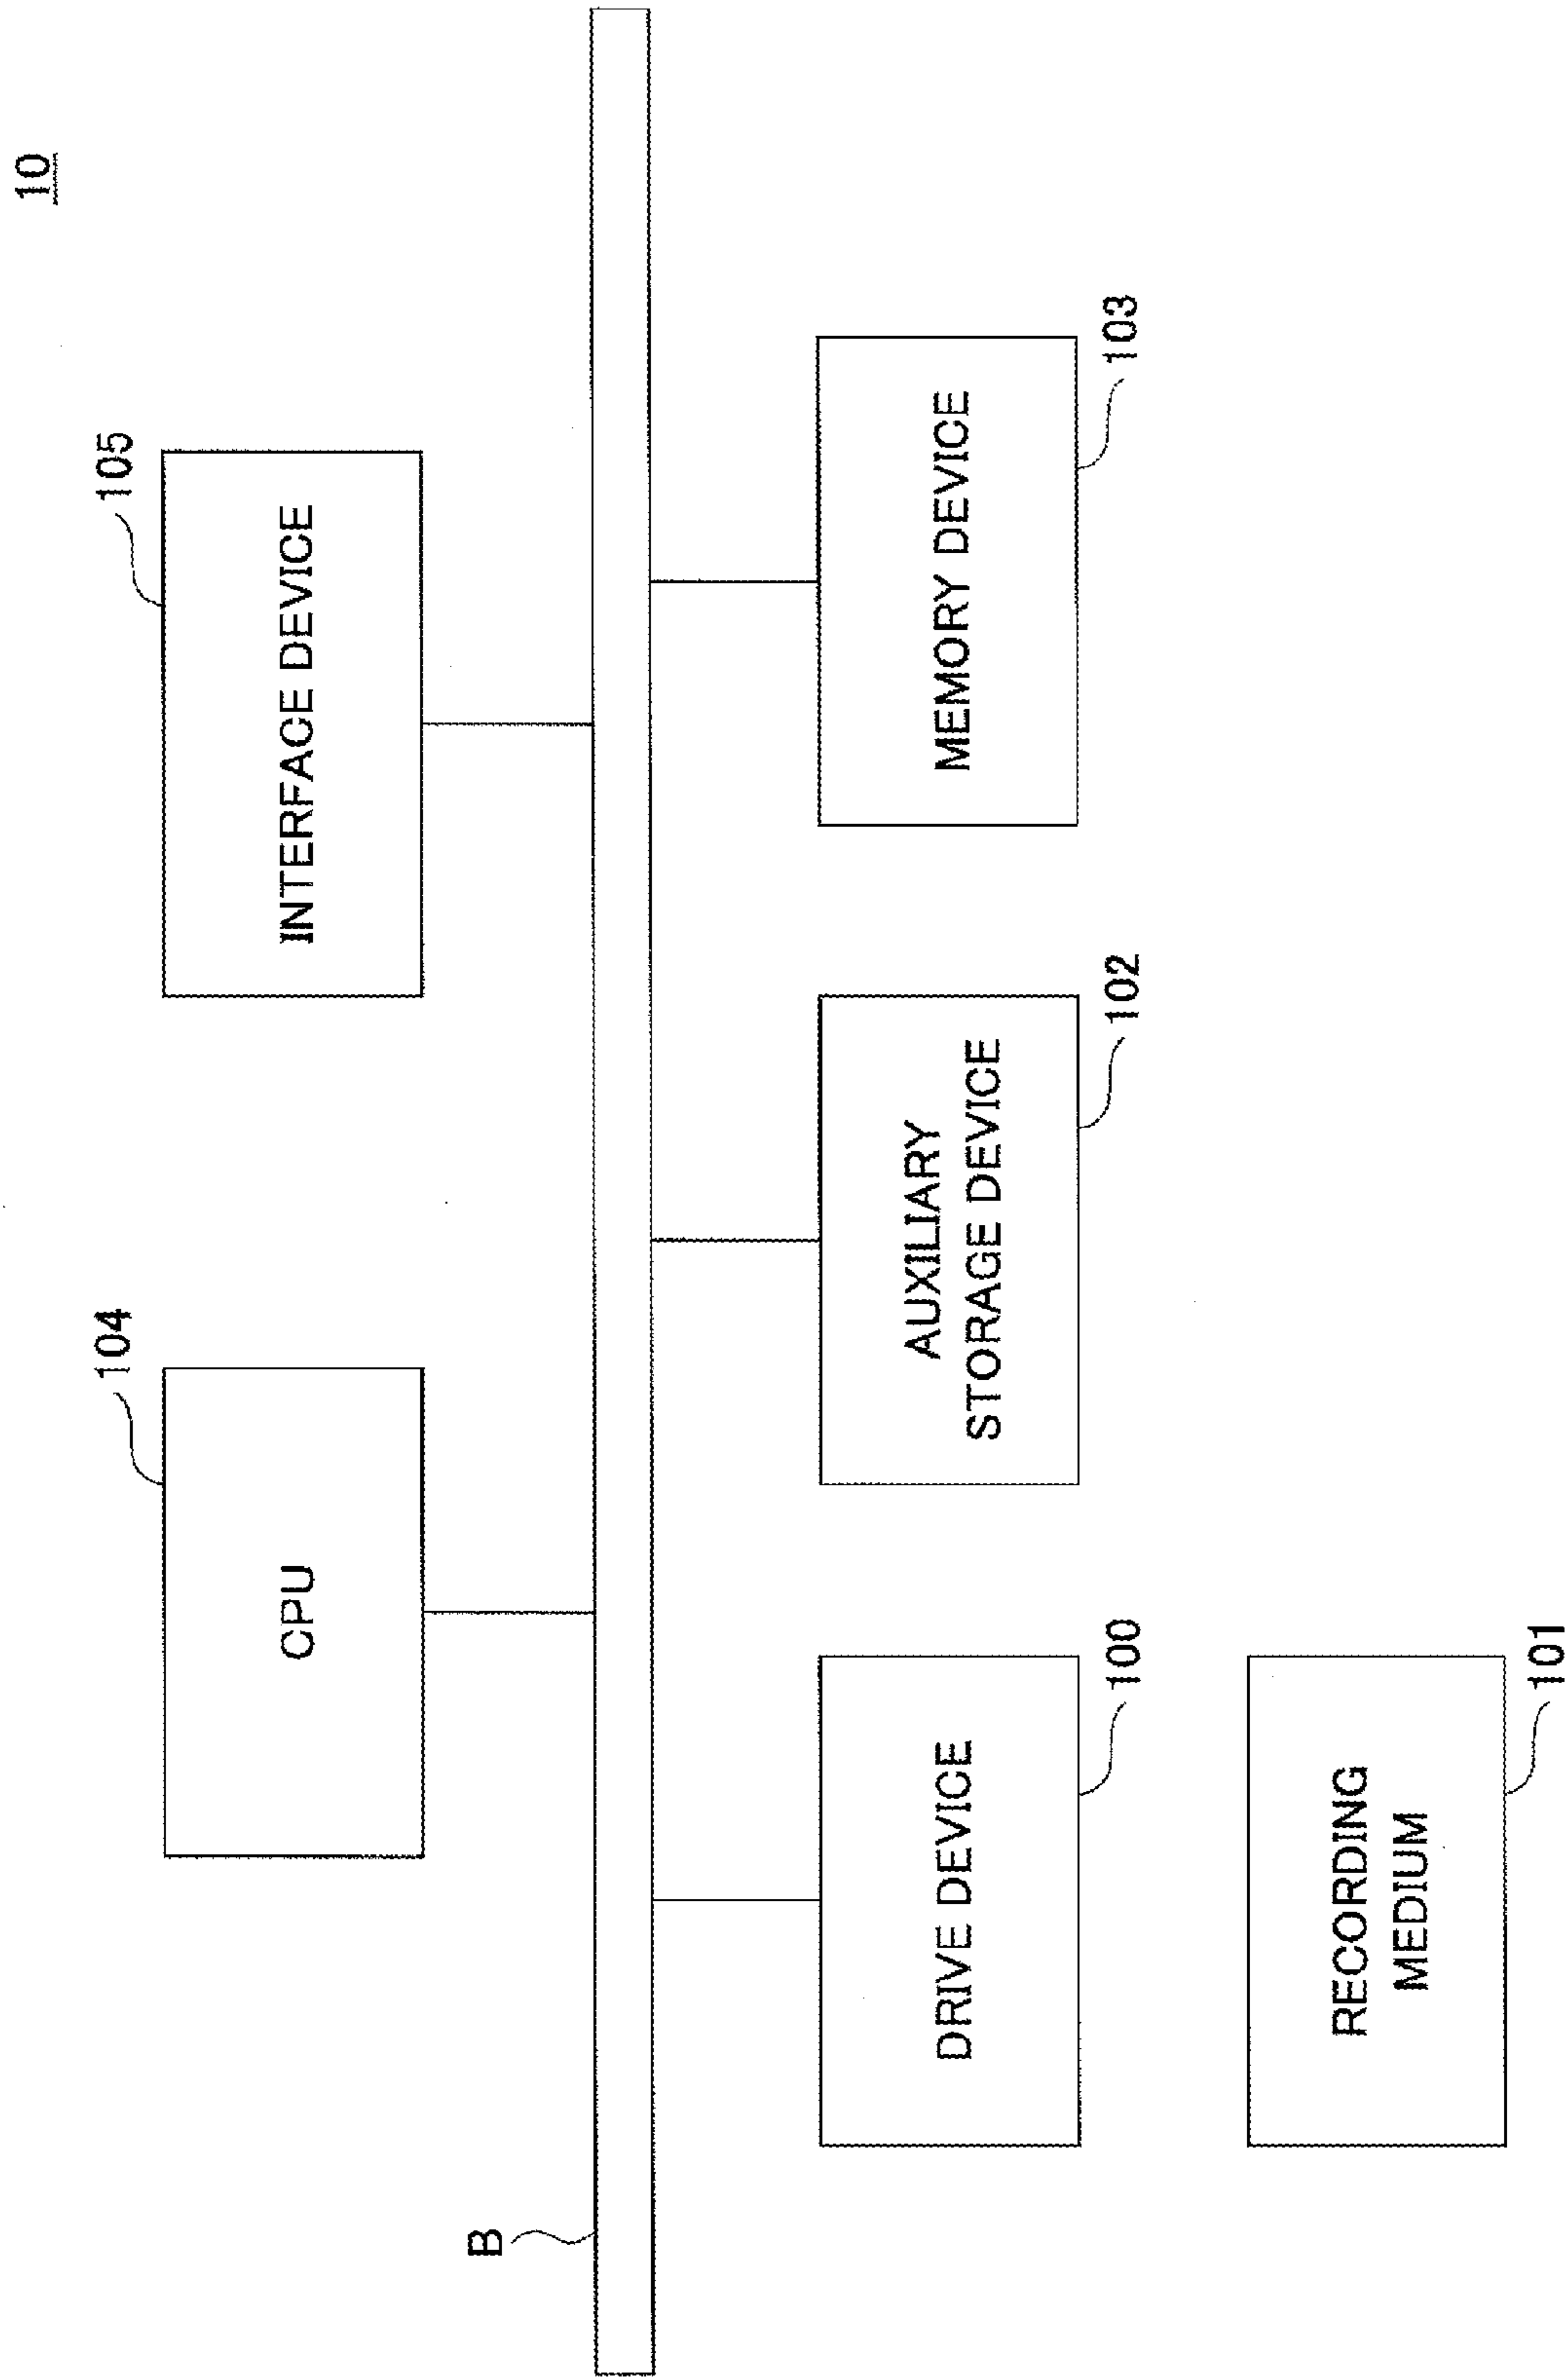 10
104
CPU
105
INTERFACE DEVICE
B
DRIVE DEVICE
100
AUXILIARY
STORAGE DEVICE
102
MEMORY DEVICE
103
RECORDING
MEDIUM
101